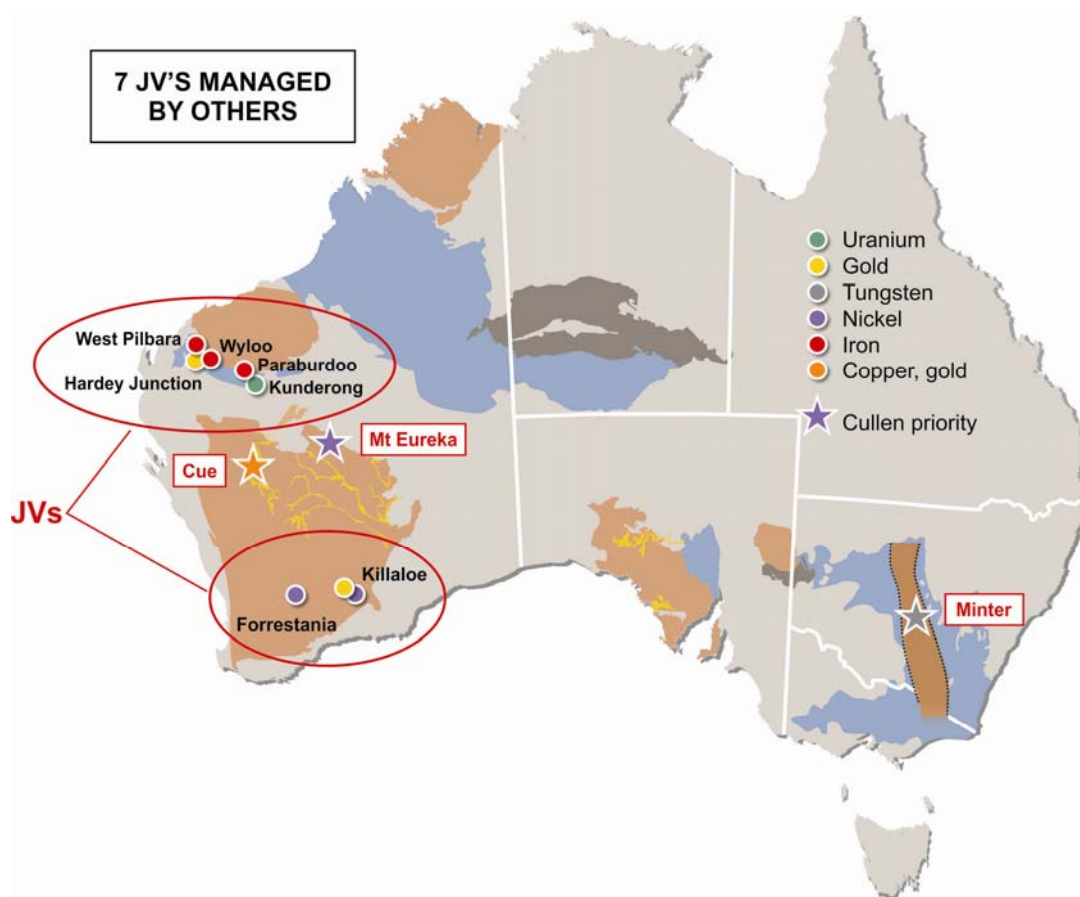 7 JV'S MANAGED
BY OTHERS
Uranium
Gold
Tungsten
Nickel
Iron
Copper, gold
Cullen priority
West Pilbara
Wyloo
Paraburdoo
Hardey Junction
Kunderong
Mt Eureka
Cue
JVs
Killaloe
Forrestania
Minter